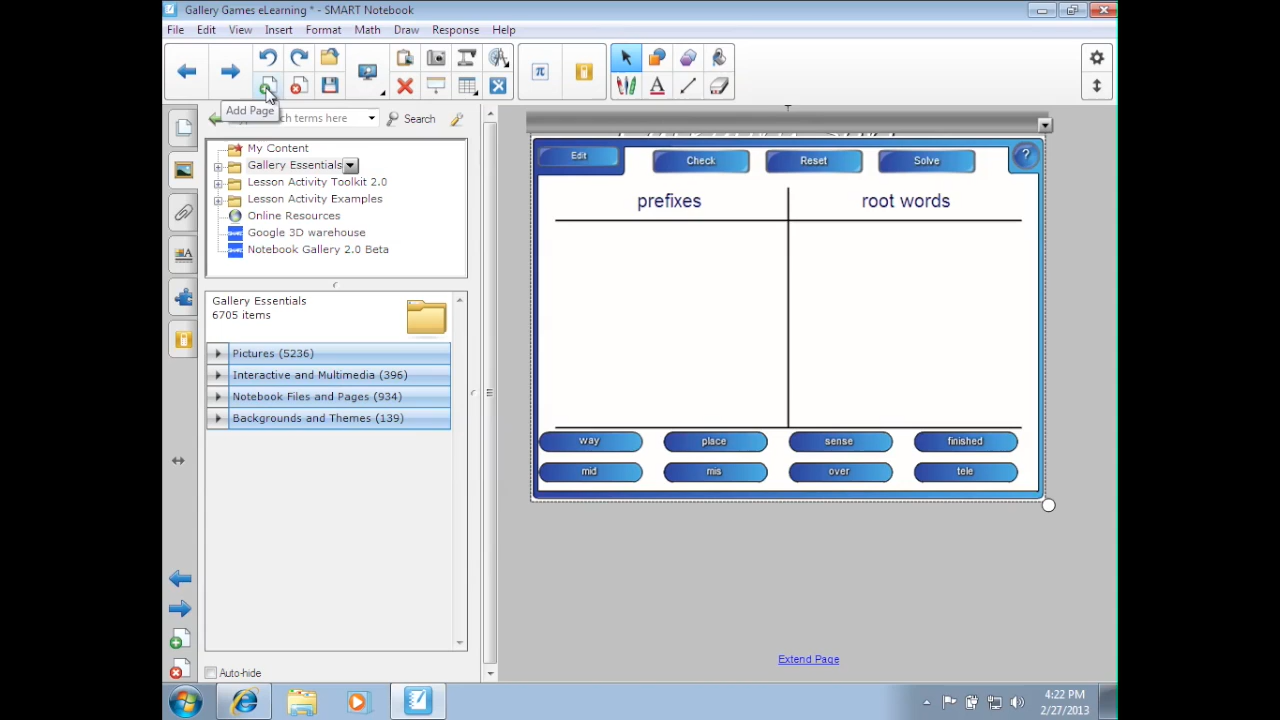 Gallery Games eLearning * - SMART Notebook
File Edit View Insert Format Math Draw Response Help
Add Page
ch terms here
Search
My Content
Gallery Essentials
Lesson Activity Toolkit 2.0
Lesson Activity Examples
Online Resources
Google 3D warehouse
Notebook Gallery 2.0 Beta
Gallery Essentials
6705 items
Pictures (5236)
Interactive and Multimedia (396)
Notebook Files and Pages (934)
Backgrounds and Themes (139)
Auto-hide
Edit Check Reset Solve ?
prefixes root words
way place sense finished
mid mis over tele
Extend Page
4:22 PM
2/27/2013